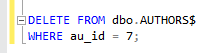 DELETE FROM dbo.AUTHORS$
WHERE au_id = 7;